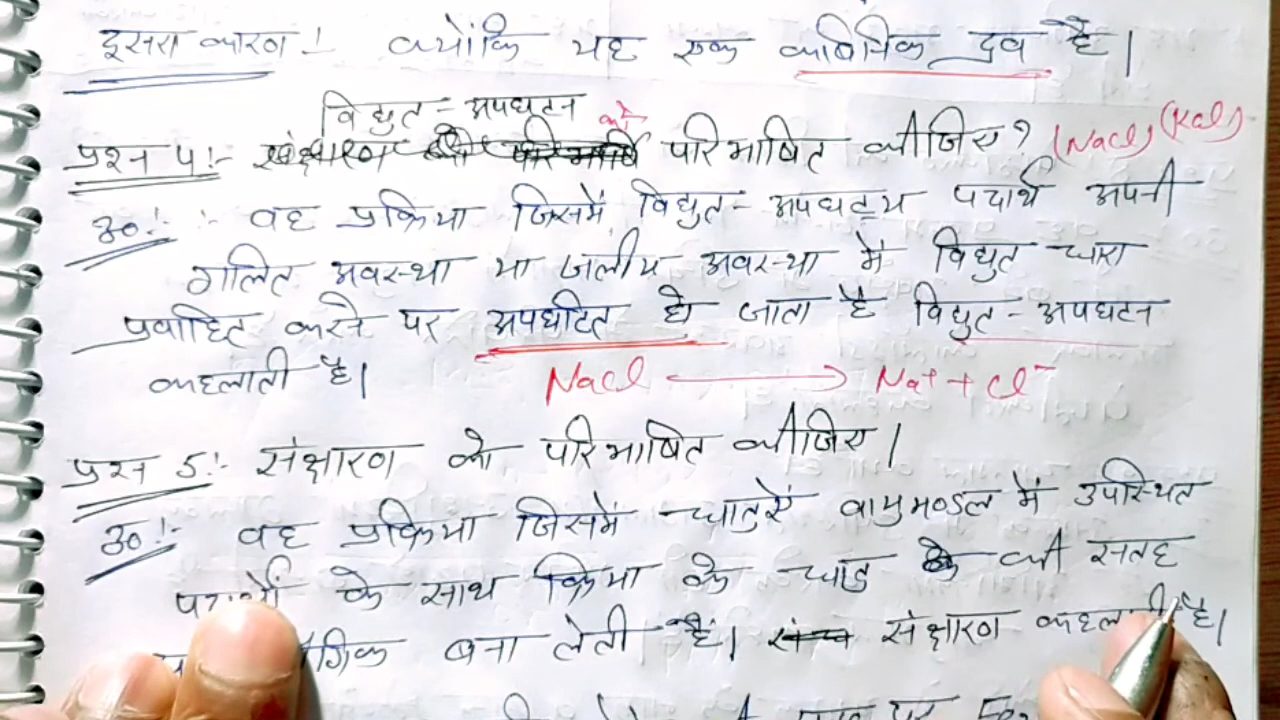 दूसरा कारण :- क्योंकि यह एक कार्बनिक द्रव है।
विद्युत-अपघटन को
प्रश्न 4:- परिभाषित कीजिए? (NaCl) (KCl)
उ०:- वह प्रक्रिया जिसमें विद्युत-अपघट्य पदार्थ अपनी
गलित अवस्था या जलीय अवस्था में विद्युत धारा
प्रवाहित करने पर अपघटित हो जाता है विद्युत-अपघटन
कहलाती है।
NaCl ⟶ Na⁺ + Cl⁻
प्रश्न 5:- संक्षारण को परिभाषित कीजिए।
उ०:- वह प्रक्रिया जिसमें धातुएँ वायुमण्डल में उपस्थित
के साथ क्रिया के धातु की सतह
बना लेती है। संक्षारण कहलाती है।